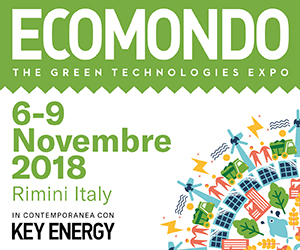 ECOMONDO
THE GREEN TECHNOLOGIES EXPO
6-9
Novembre
2018
Rimini Italy
IN CONTEMPORANEA CON
KEY ENERGY